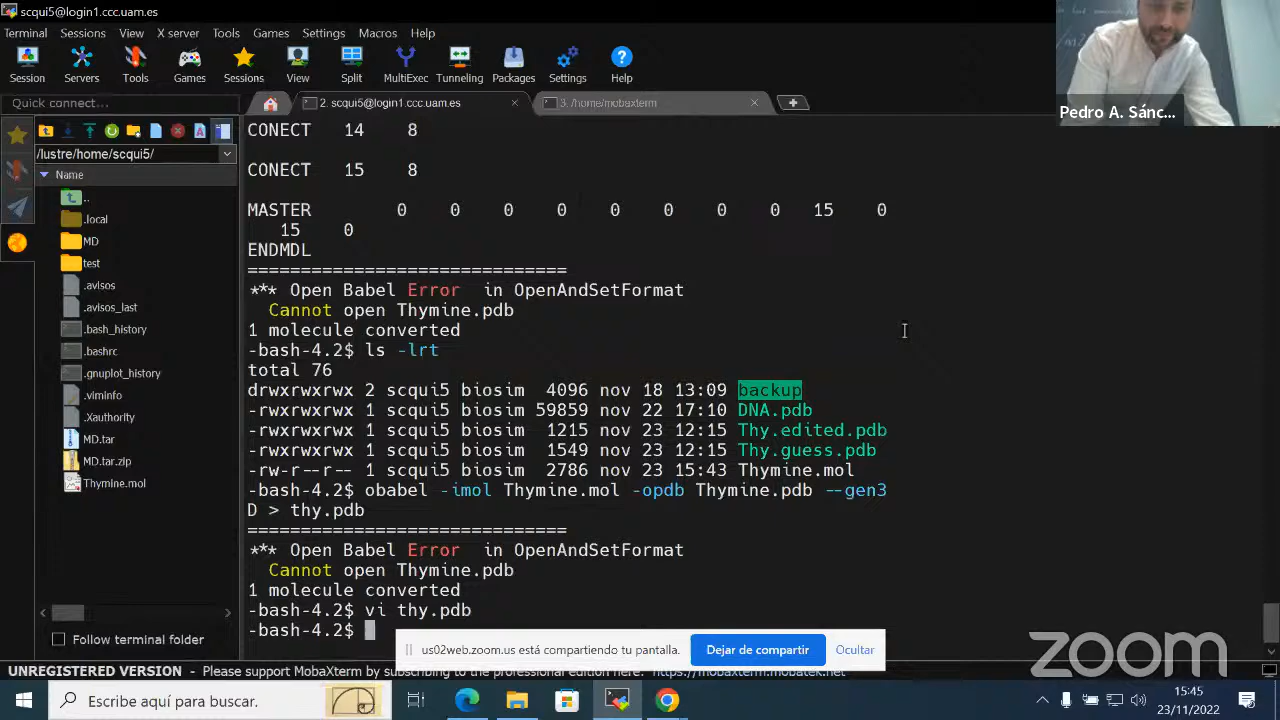 scqui5@login1.ccc.uam.es
Terminal Sessions View X server Tools Games Settings Macros Help
Session Servers Tools Games Sessions View Split MultiExec Tunneling Packages Settings Help
Pedro A. Sánc...
Quick connect...
2. scqui5@login1.ccc.uam.es
3. /home/mobaxterm
/lustre/home/scqui5/
Name
..
.local
MD
test
.avisos
.avisos_last
.bash_history
.bashrc
.gnuplot_history
.viminfo
.Xauthority
MD.tar
MD.tar.zip
Thymine.mol
Follow terminal folder
CONECT 14 8
CONECT 15 8
MASTER 0 0 0 0 0 0 0 0 15 0
15 0
ENDMDL
==============================
*** Open Babel Error in OpenAndSetFormat
Cannot open Thymine.pdb
1 molecule converted
-bash-4.2$ ls -lrt
total 76
drwxrwxrwx 2 scqui5 biosim 4096 nov 18 13:09 backup
-rwxrwxrwx 1 scqui5 biosim 59859 nov 22 17:10 DNA.pdb
-rwxrwxrwx 1 scqui5 biosim 1215 nov 23 12:15 Thy.edited.pdb
-rwxrwxrwx 1 scqui5 biosim 1549 nov 23 12:15 Thy.guess.pdb
-rw-r--r-- 1 scqui5 biosim 2786 nov 23 15:43 Thymine.mol
-bash-4.2$ obabel -imol Thymine.mol -opdb Thymine.pdb --gen3
D > thy.pdb
==============================
*** Open Babel Error in OpenAndSetFormat
Cannot open Thymine.pdb
1 molecule converted
-bash-4.2$ vi thy.pdb
-bash-4.2$
us02web.zoom.us está compartiendo tu pantalla. Dejar de compartir Ocultar
zoom
UNREGISTERED VERSION - Please support MobaXterm by subscribing to the professional edition here: https://mobaxterm.mobatek.net
Escribe aquí para buscar.
15:45
23/11/2022